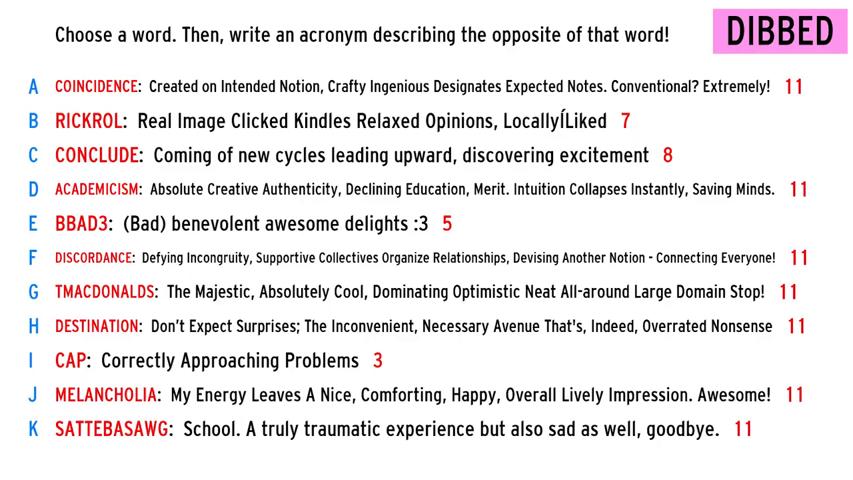 Choose a word. Then, write an acronym describing the opposite of that word!
DIBBED
A COINCIDENCE: Created on Intended Notion, Crafty Ingenious Designates Expected Notes. Conventional? Extremely! 11
B RICKROL: Real Image Clicked Kindles Relaxed Opinions, LocallyÍLiked 7
C CONCLUDE: Coming of new cycles leading upward, discovering excitement 8
D ACADEMICISM: Absolute Creative Authenticity, Declining Education, Merit. Intuition Collapses Instantly, Saving Minds. 11
E BBAD3: (Bad) benevolent awesome delights :3 5
F DISCORDANCE: Defying Incongruity, Supportive Collectives Organize Relationships, Devising Another Notion - Connecting Everyone! 11
G TMACDONALDS: The Majestic, Absolutely Cool, Dominating Optimistic Neat All-around Large Domain Stop! 11
H DESTINATION: Don't Expect Surprises; The Inconvenient, Necessary Avenue That's, Indeed, Overrated Nonsense 11
I CAP: Correctly Approaching Problems 3
J MELANCHOLIA: My Energy Leaves A Nice, Comforting, Happy, Overall Lively Impression. Awesome! 11
K SATTEBASAWG: School. A truly traumatic experience but also sad as well, goodbye. 11